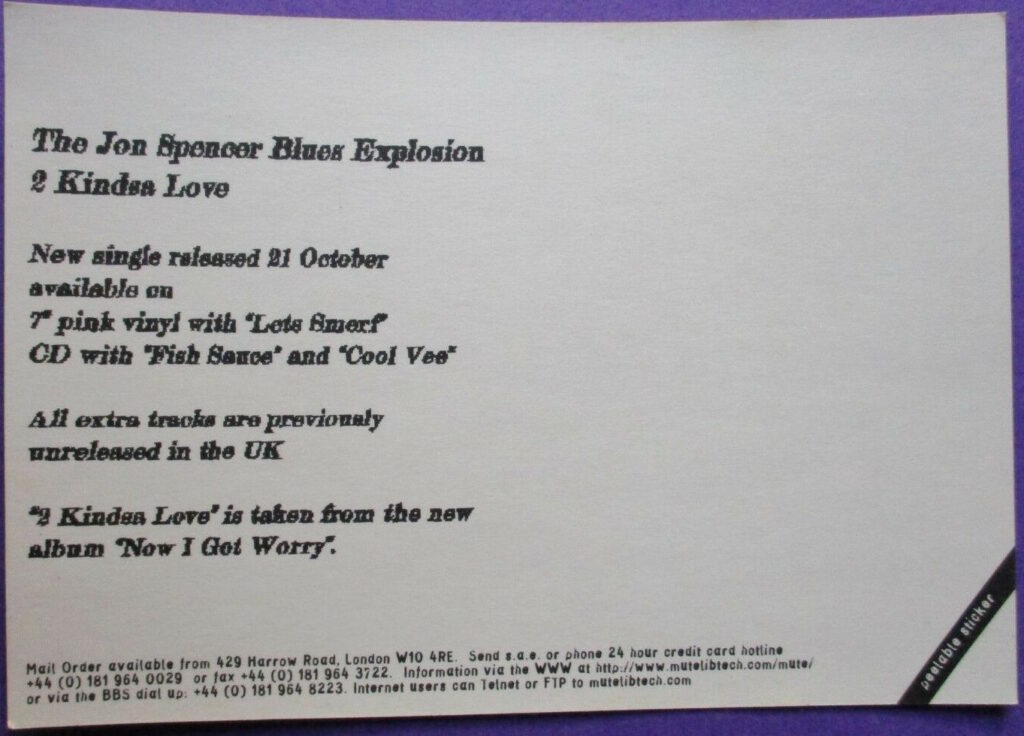 The Jon Spencer Blues Explosion
2 Kindsa Love
New single released 21 October
available on
7" pink vinyl with "Lets Smerf"
CD with "Fish Sauce" and "Cool Vee"
All extra tracks are previously
unreleased in the UK
"2 Kindsa Love" is taken from the new
album "Now I Got Worry".
Mail Order available from 429 Harrow Road, London W10 4RE. Send s.a.e. or phone 24 hour credit card hotline
+44 (0) 181 964 0029 or fax +44 (0) 181 964 3722. Information via the WWW at http://www.mutelibtech.com/mute/
or via the BBS dial up: +44 (0) 181 964 8223. Internet users can Telnet or FTP to mutelibtech.com
peelable sticker